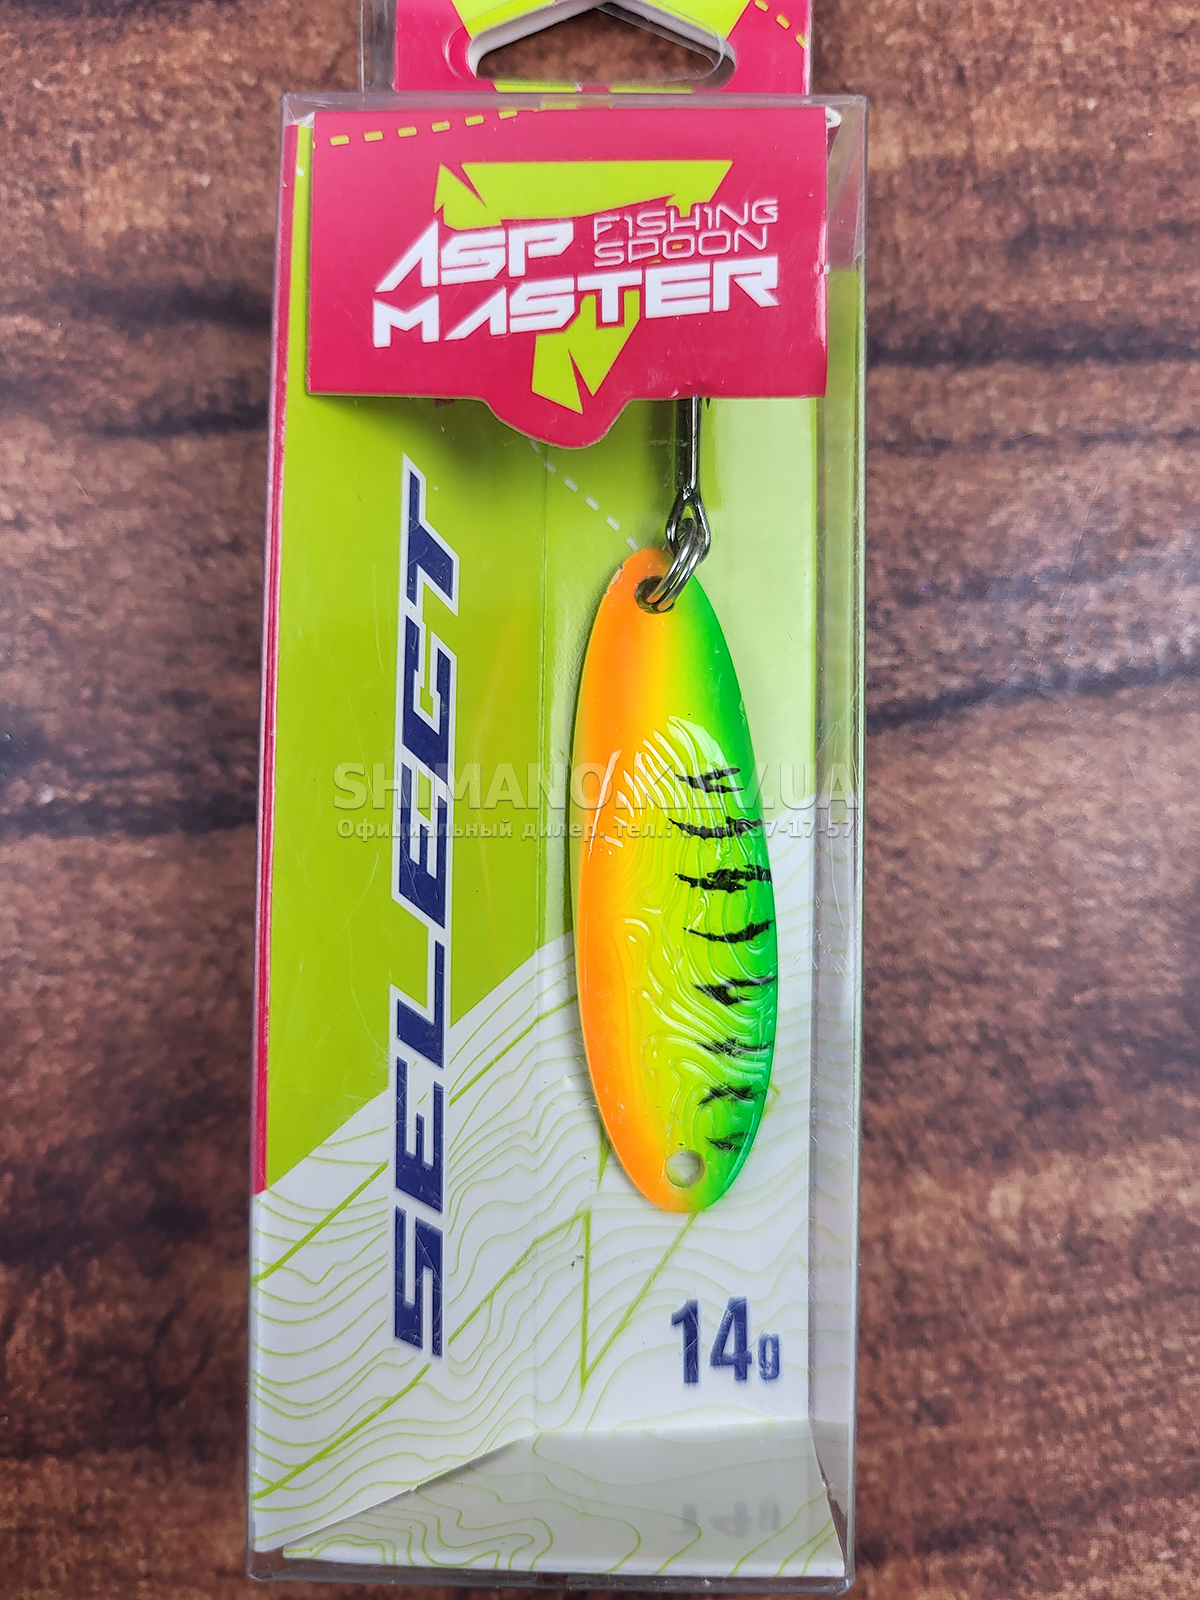 ASP FISHING
SPOON
MASTER
SELECT
SHIMANO.KIEV.UA
Официальный дилер. тел.:
14g